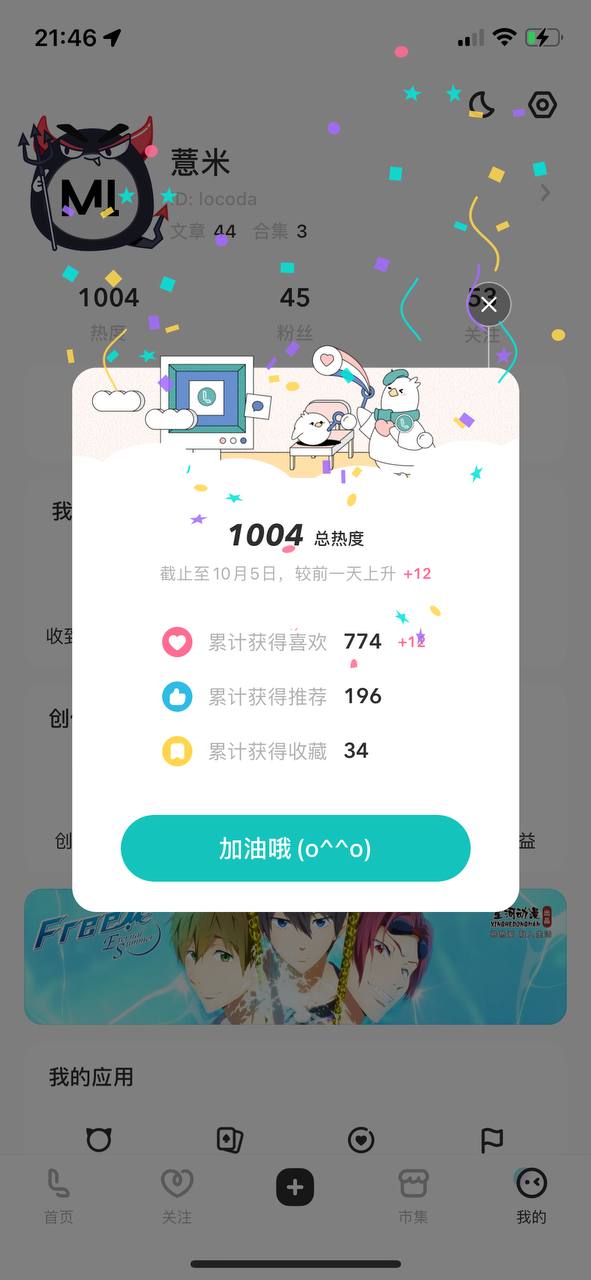 21:46
薏米
ID: locoda
文章 44 合集 3
1004 45 53
热度 粉丝 关注
1004 总热度
截止至10月5日，较前一天上升 +12
我
累计获得喜欢 774 +12
收到
累计获得推荐 196
创
累计获得收藏 34
创
益
加油哦(o^^o)
Free!
Eternal Summer
YINGHEDONGMAN
我的应用
首页 关注 市集 我的